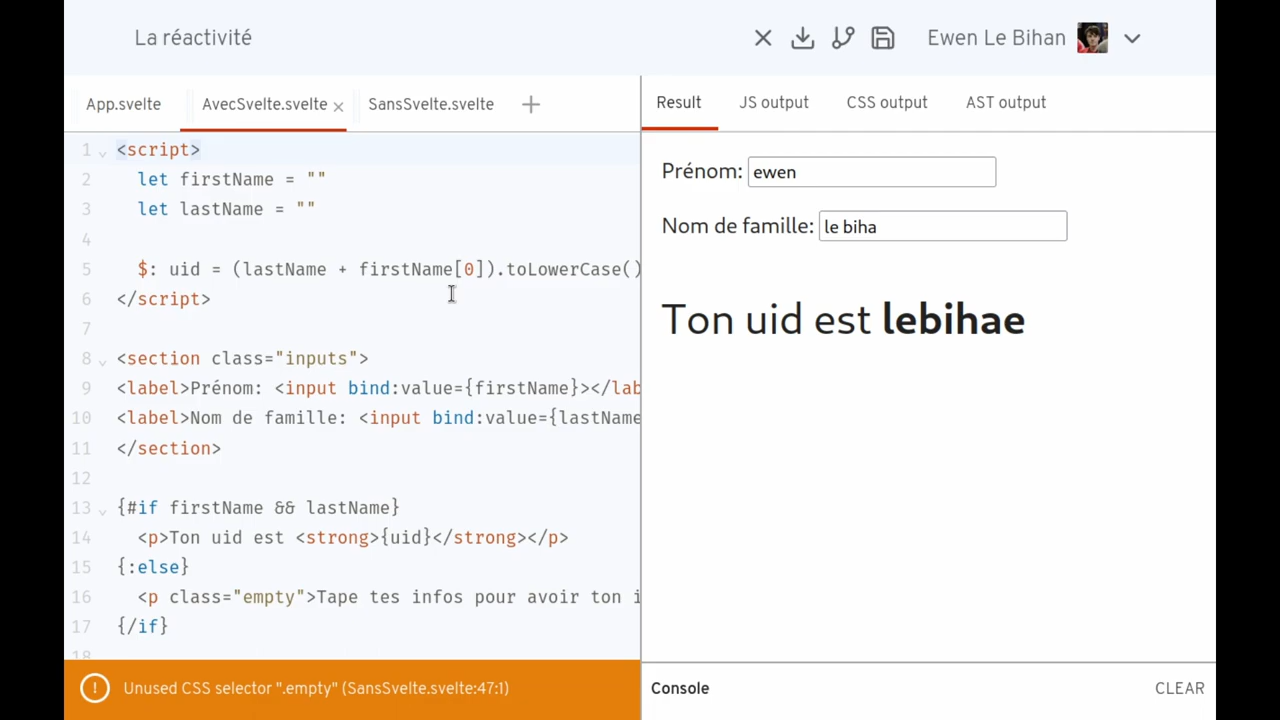 La réactivité
Ewen Le Bihan
App.svelte
AvecSvelte.svelte
SansSvelte.svelte
Result
JS output
CSS output
AST output
1 <script>
2 let firstName = ""
3 let lastName = ""
4
5 $: uid = (lastName + firstName[0]).toLowerCase()
6 </script>
7
8 <section class="inputs">
9 <label>Prénom: <input bind:value={firstName}></lab
10 <label>Nom de famille: <input bind:value={lastName
11 </section>
12
13 {#if firstName && lastName}
14 <p>Ton uid est <strong>{uid}</strong></p>
15 {:else}
16 <p class="empty">Tape tes infos pour avoir ton i
17 {/if}
18
Unused CSS selector ".empty" (SansSvelte.svelte:47:1)
Prénom: ewen
Nom de famille: le biha
Ton uid est lebihae
Console
CLEAR